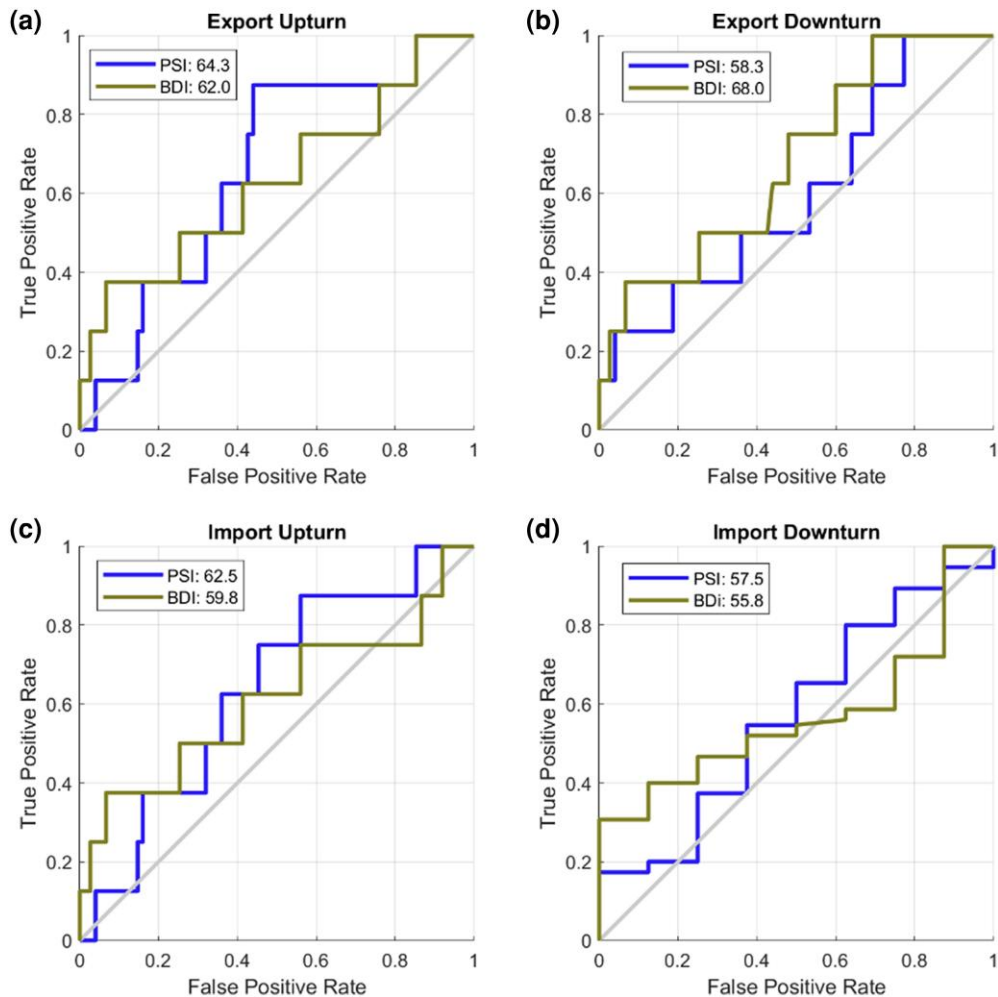 (a)
Export Upturn
PSI: 64.3
BDI: 62.0
True Positive Rate
1
0.8
0.6
0.4
0.2
0
0 0.2 0.4 0.6 0.8 1
False Positive Rate
(b)
Export Downturn
PSI: 58.3
BDI: 68.0
True Positive Rate
1
0.8
0.6
0.4
0.2
0
0 0.2 0.4 0.6 0.8 1
False Positive Rate
(c)
Import Upturn
PSI: 62.5
BDI: 59.8
True Positive Rate
1
0.8
0.6
0.4
0.2
0
0 0.2 0.4 0.6 0.8 1
False Positive Rate
(d)
Import Downturn
PSI: 57.5
BDi: 55.8
True Positive Rate
1
0.8
0.6
0.4
0.2
0
0 0.2 0.4 0.6 0.8 1
False Positive Rate